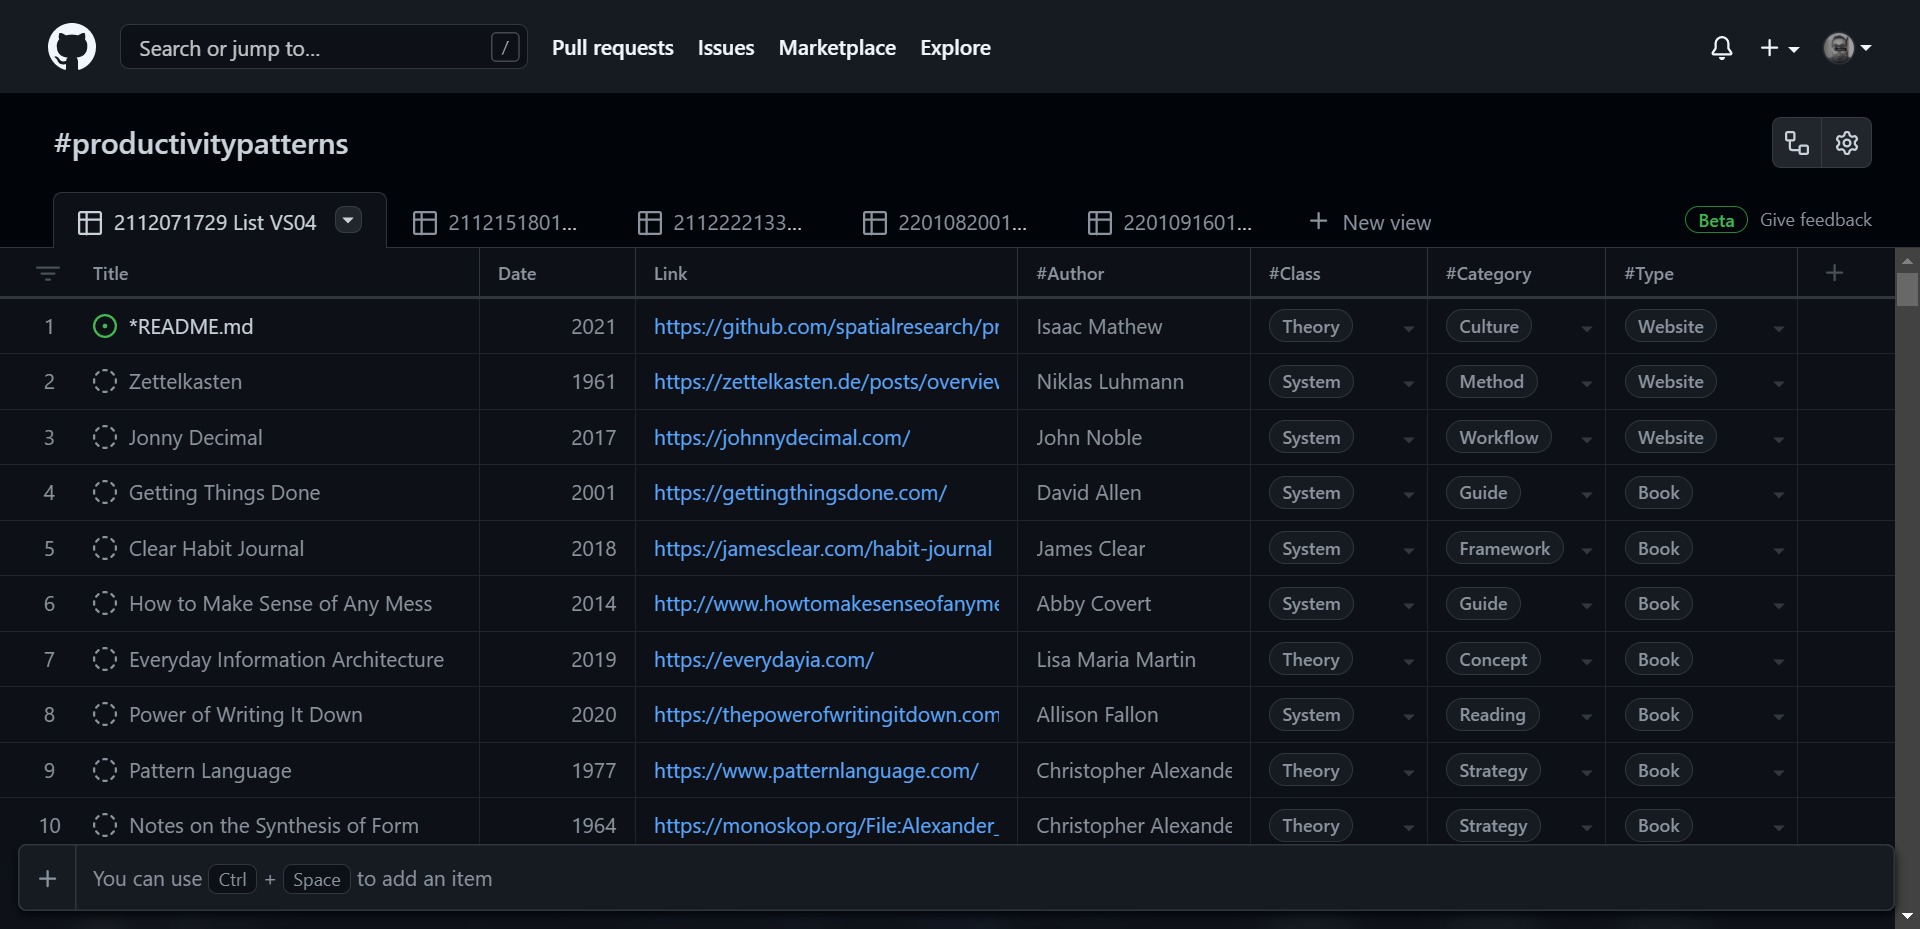 Search or jump to... / Pull requests Issues Marketplace Explore
#productivitypatterns
2112071729 List VS04 2112151801... 2112222133... 2201082001... 2201091601... New view Beta Give feedback
Title Date Link #Author #Class #Category #Type
1 *README.md 2021 https://github.com/spatialresearch/pr Isaac Mathew Theory Culture Website
2 Zettelkasten 1961 https://zettelkasten.de/posts/overview Niklas Luhmann System Method Website
3 Jonny Decimal 2017 https://johnnydecimal.com/ John Noble System Workflow Website
4 Getting Things Done 2001 https://gettingthingsdone.com/ David Allen System Guide Book
5 Clear Habit Journal 2018 https://jamesclear.com/habit-journal James Clear System Framework Book
6 How to Make Sense of Any Mess 2014 http://www.howtomakesenseofanyme Abby Covert System Guide Book
7 Everyday Information Architecture 2019 https://everydayia.com/ Lisa Maria Martin Theory Concept Book
8 Power of Writing It Down 2020 https://thepowerofwritingitdown.com Allison Fallon System Reading Book
9 Pattern Language 1977 https://www.patternlanguage.com/ Christopher Alexande Theory Strategy Book
10 Notes on the Synthesis of Form 1964 https://monoskop.org/File:Alexander_ Christopher Alexande Theory Strategy Book
+ You can use Ctrl + Space to add an item